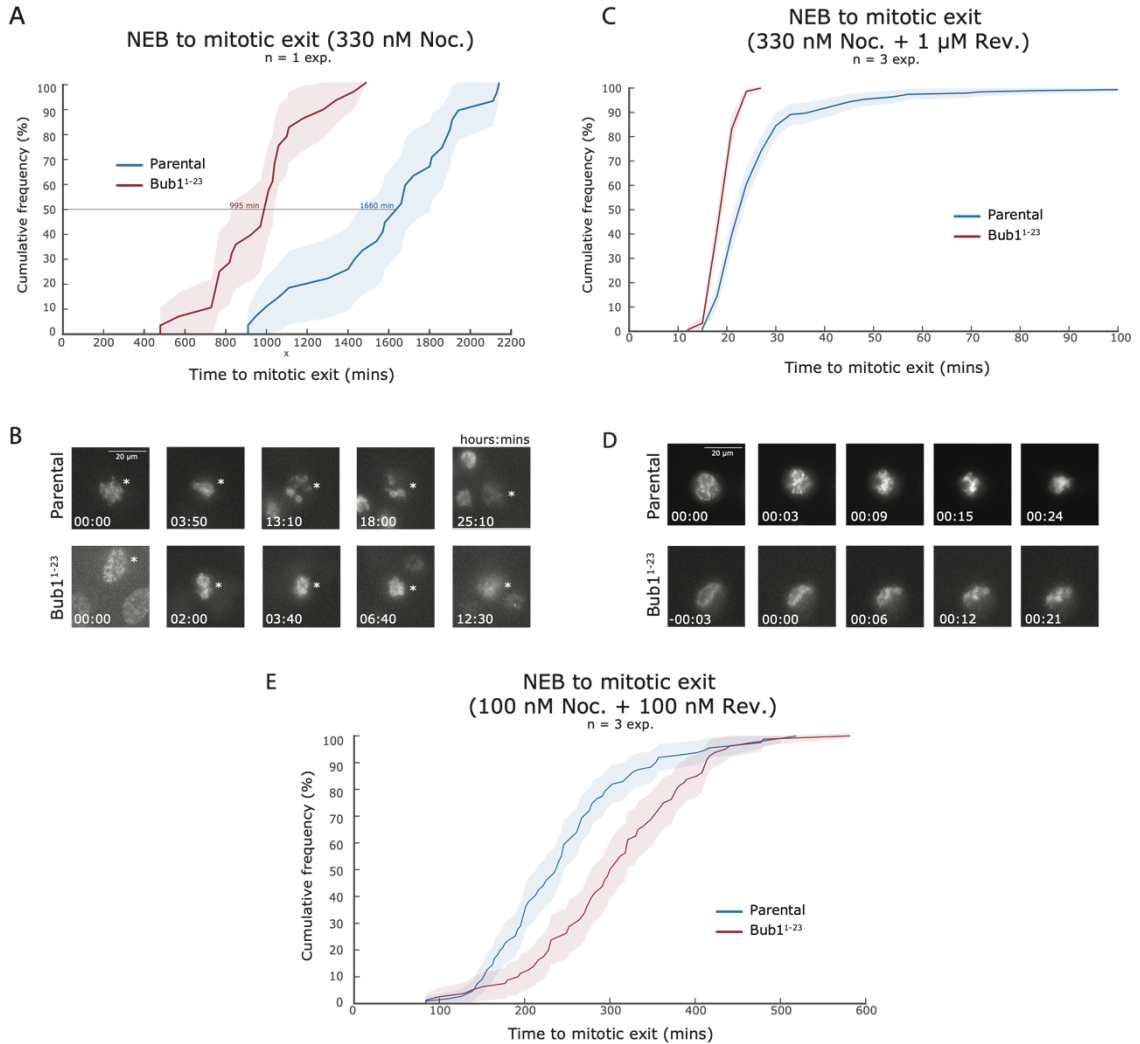 A
NEB to mitotic exit (330 nM Noc.)
n = 1 exp.
Cumulative frequency (%)
100
90
80
70
60
50
40
30
20
10
0
Parental
Bub1¹⁻²³
995 min
1660 min
0 200 400 600 800 1000 1200 1400 1600 1800 2000 2200
x
Time to mitotic exit (mins)
C
NEB to mitotic exit
(330 nM Noc. + 1 µM Rev.)
n = 3 exp.
Cumulative frequency (%)
100
90
80
70
60
50
40
30
20
10
0
Parental
Bub1¹⁻²³
0 10 20 30 40 50 60 70 80 90 100
Time to mitotic exit (mins)
B
hours:mins
Parental
20 µm
* * * * *
00:00 03:50 13:10 18:00 25:10
Bub1¹⁻²³
* * * * *
00:00 02:00 03:40 06:40 12:30
D
Parental
20 µm
00:00 00:03 00:09 00:15 00:24
Bub1¹⁻²³
-00:03 00:00 00:06 00:12 00:21
E
NEB to mitotic exit
(100 nM Noc. + 100 nM Rev.)
n = 3 exp.
Cumulative frequency (%)
100
90
80
70
60
50
40
30
20
10
0
Parental
Bub1¹⁻²³
100 200 300 400 500 600
Time to mitotic exit (mins)